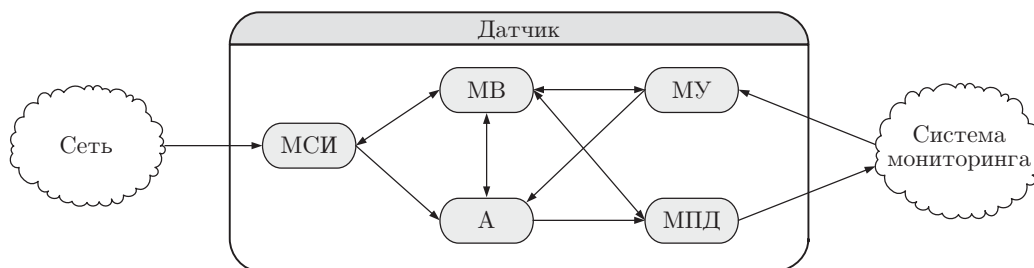 Датчик
Сеть
МСИ
МВ
МУ
А
МПД
Система
мониторинга